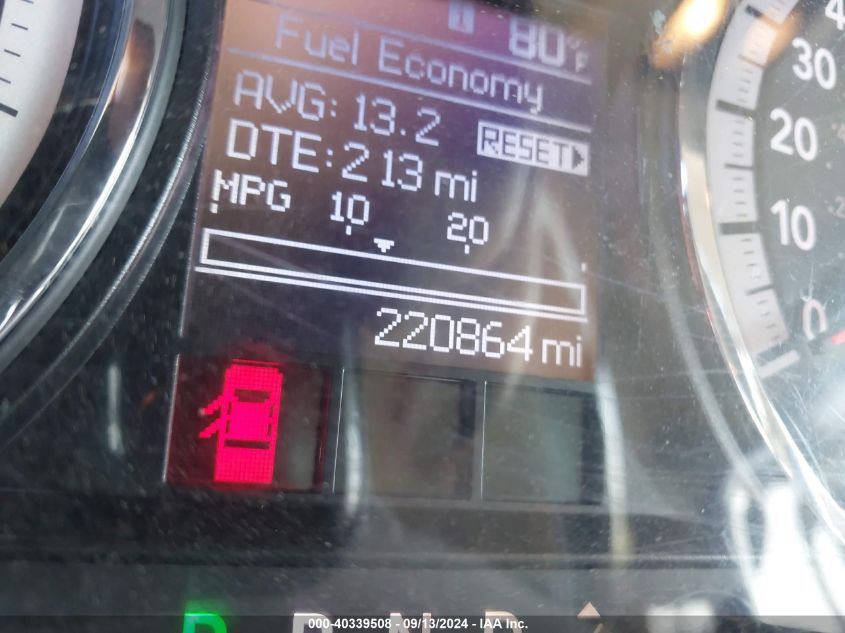 80°F
Fuel Economy
AVG: 13.2
RESET
DTE: 213 mi
MPG 10 20
220864 mi
40
30
20
10
0
P R N D
000-40339508 - 09/13/2024 - IAA Inc.